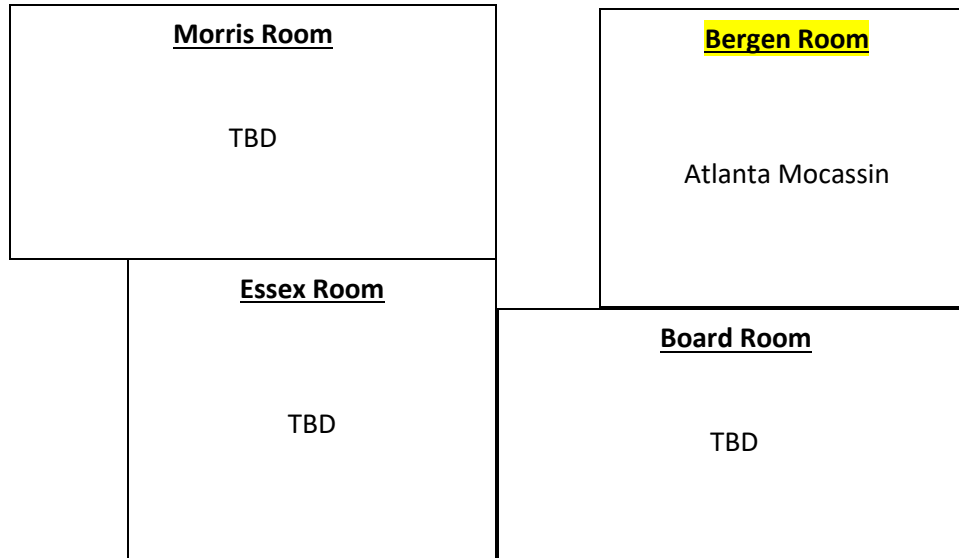 Morris Room
TBD
Bergen Room
Atlanta Mocassin
Essex Room
TBD
Board Room
TBD